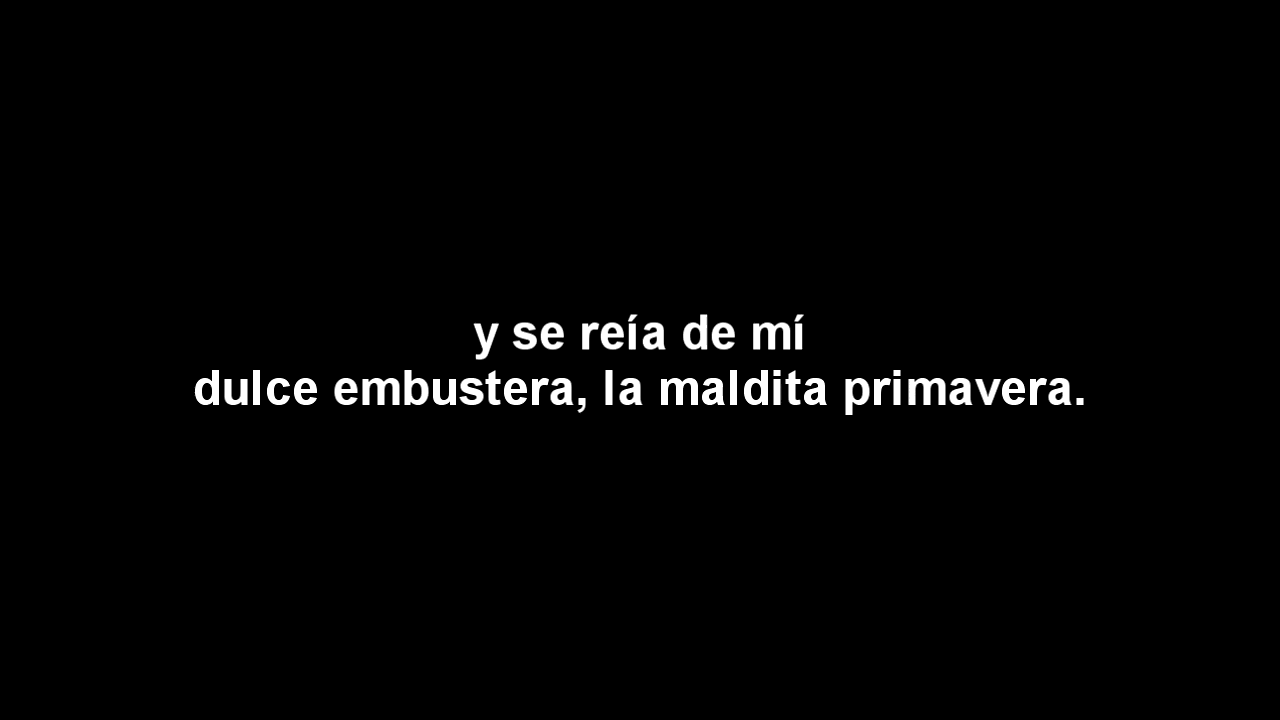 y se reía de mí
dulce embustera, la maldita primavera.